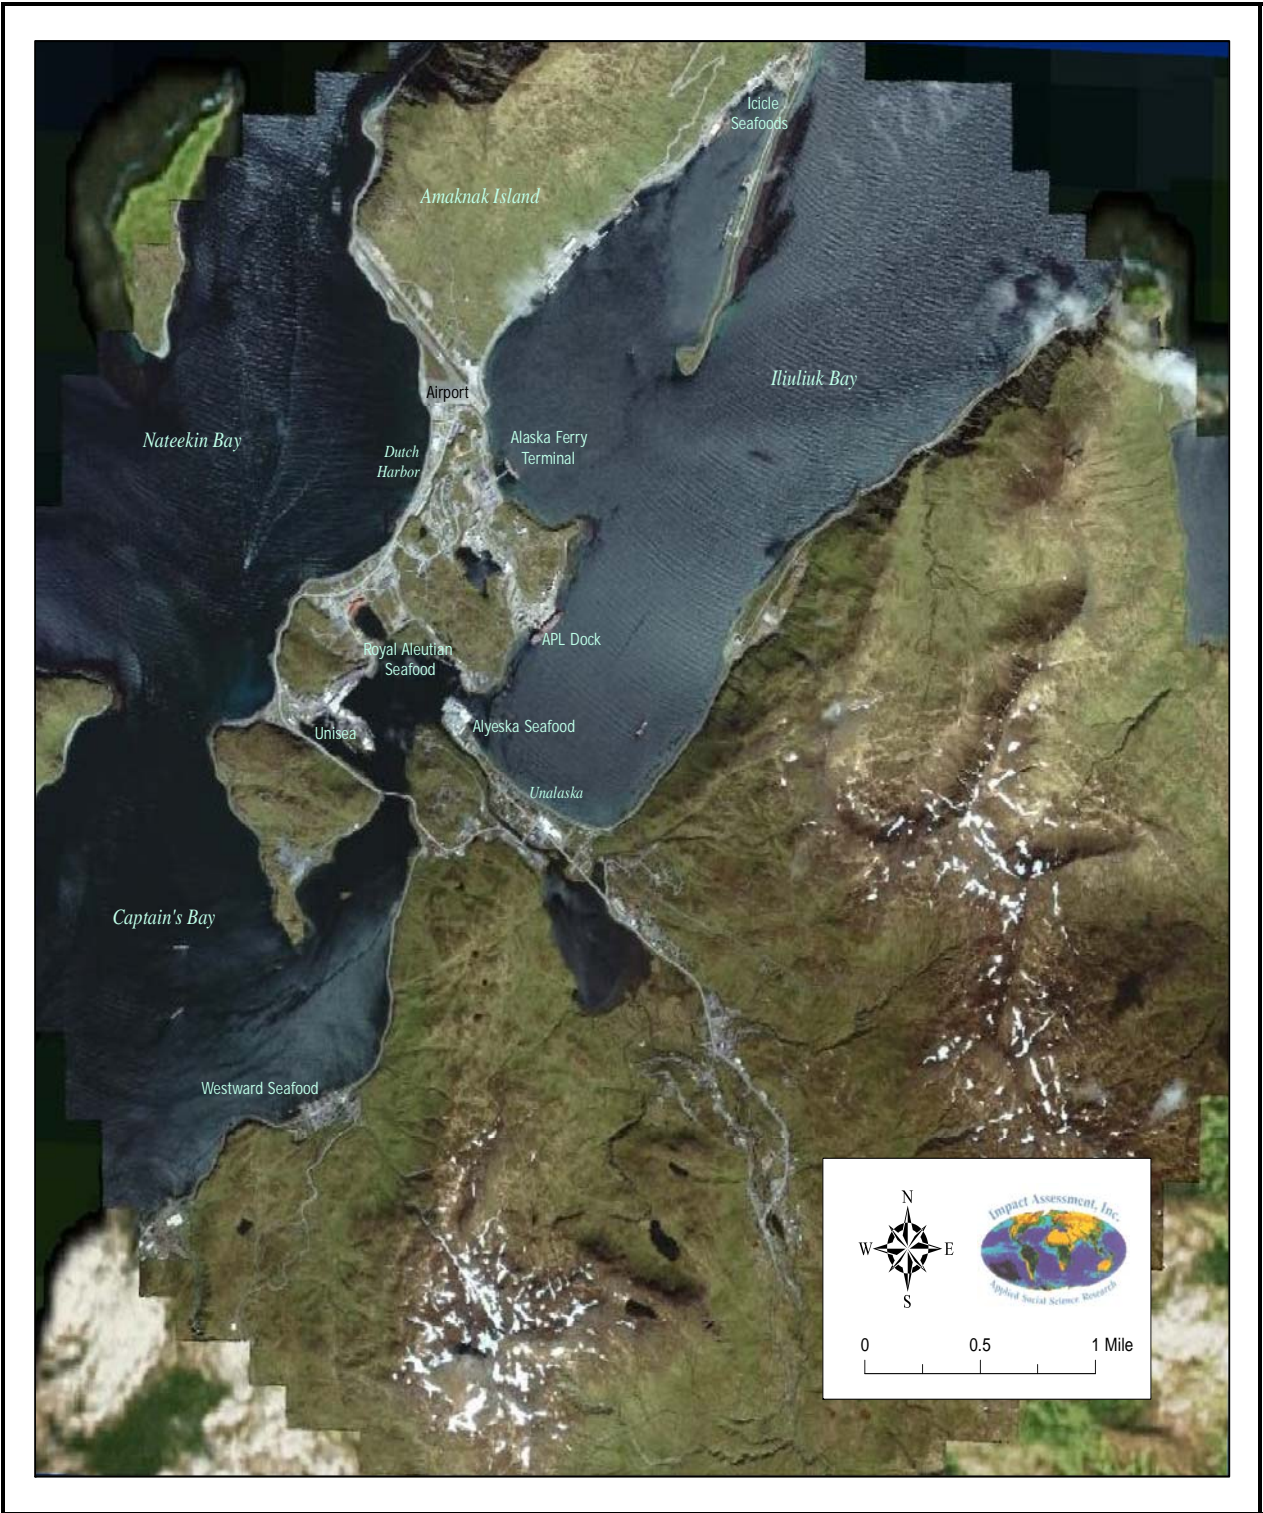 Icicle
Seafoods
Amaknak Island
Iliuliuk Bay
Airport
Nateekin Bay
Dutch
Harbor
Alaska Ferry
Terminal
APL Dock
Royal Aleutian
Seafood
Unisea
Alyeska Seafood
Unalaska
Captain's Bay
Westward Seafood
N
W E
S
Impact Assessment, Inc.
Applied Social Science Research
0 0.5 1 Mile